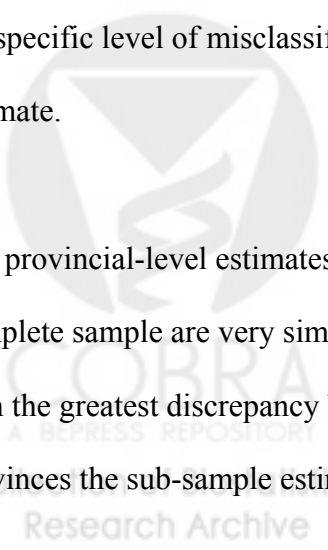 specific level of misclassif
mate.
provincial-level estimates
plete sample are very sim
n the greatest discrepancy
COBRA
A BEPRESS REPOSITORY
vinces the sub-sample estin
Research Archive